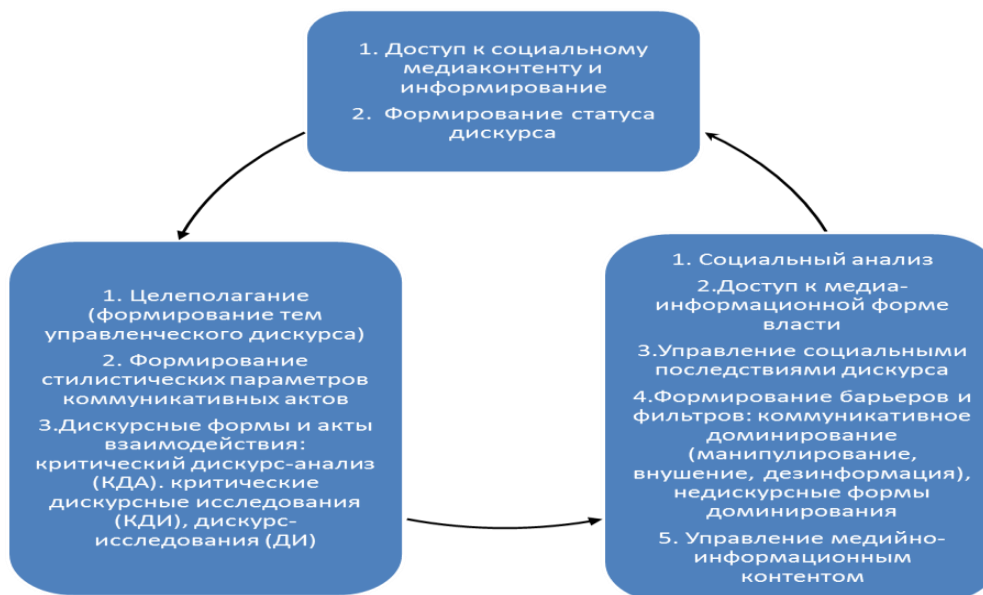 1. Доступ к социальному
медиаконтенту и
информирование
2. Формирование статуса
дискурса
1. Целеполагание
(формирование тем
управленческого дискурса)
2. Формирование
стилистических параметров
коммуникативных актов
3.Дискурсные формы и акты
взаимодействия:
критический дискурс-анализ
(КДА). критические
дискурсные исследования
(КДИ), дискурс-
исследования (ДИ)
1. Социальный анализ
2.Доступ к медиа-
информационной форме
власти
3.Управление социальными
последствиями дискурса
4.Формирование барьеров и
фильтров: коммуникативное
доминирование
(манипулирование,
внушение, дезинформация),
недискурсные формы
доминирования
5. Управление медийно-
информационным
контентом